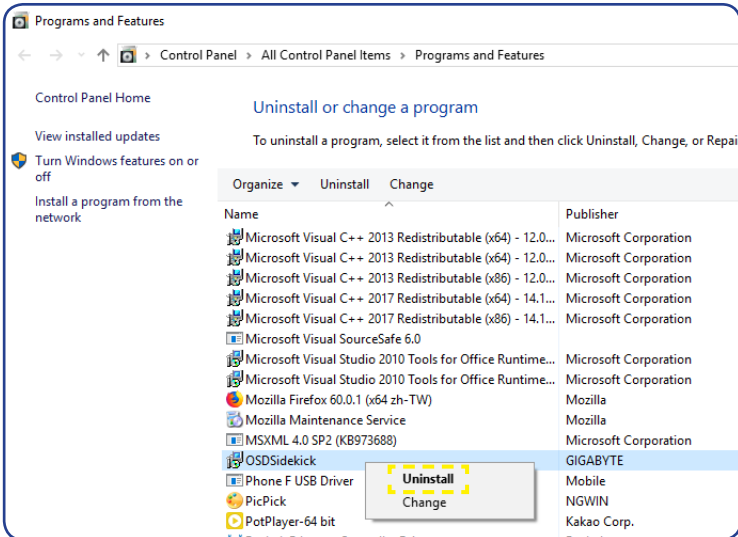 Programs and Features
Control Panel > All Control Panel Items > Programs and Features
Control Panel Home
View installed updates
Turn Windows features on or
off
Install a program from the
network
Uninstall or change a program
To uninstall a program, select it from the list and then click Uninstall, Change, or Repai
Organize Uninstall Change
Name Publisher
Microsoft Visual C++ 2013 Redistributable (x64) - 12.0... Microsoft Corporation
Microsoft Visual C++ 2013 Redistributable (x64) - 12.0... Microsoft Corporation
Microsoft Visual C++ 2013 Redistributable (x86) - 12.0... Microsoft Corporation
Microsoft Visual C++ 2017 Redistributable (x64) - 14.1... Microsoft Corporation
Microsoft Visual C++ 2017 Redistributable (x86) - 14.1... Microsoft Corporation
Microsoft Visual SourceSafe 6.0
Microsoft Visual Studio 2010 Tools for Office Runtime... Microsoft Corporation
Microsoft Visual Studio 2010 Tools for Office Runtime... Microsoft Corporation
Mozilla Firefox 60.0.1 (x64 zh-TW) Mozilla
Mozilla Maintenance Service Mozilla
MSXML 4.0 SP2 (KB973688) Microsoft Corporation
OSDSidekick GIGABYTE
Phone F USB Driver Mobile
Uninstall
PicPick NGWIN
Change
PotPlayer-64 bit Kakao Corp.